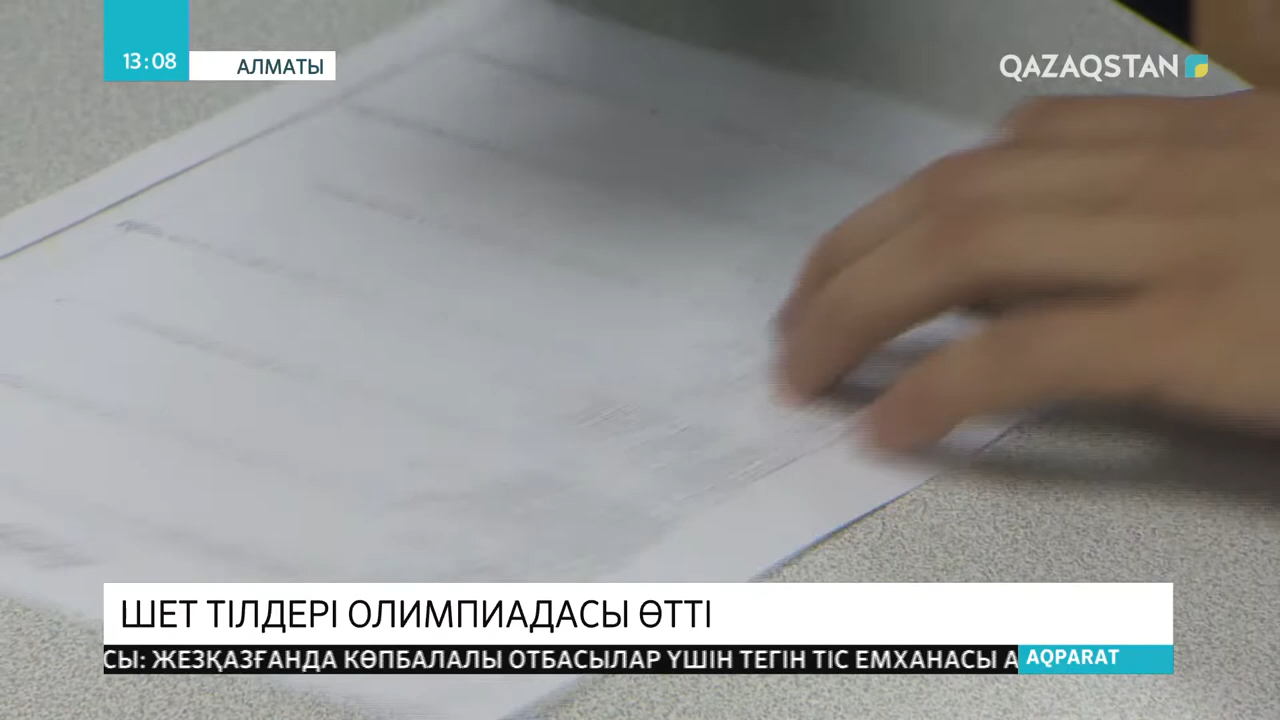 13:08
АЛМАТЫ
QAZAQSTAN
ШЕТ ТІЛДЕРІ ОЛИМПИАДАСЫ ӨТТІ
СЫ: ЖЕЗҚАЗҒАНДА КӨПБАЛАЛЫ ОТБАСЫЛАР ҮШІН ТЕГІН ТІС ЕМХАНАСЫ А
AQPARAT